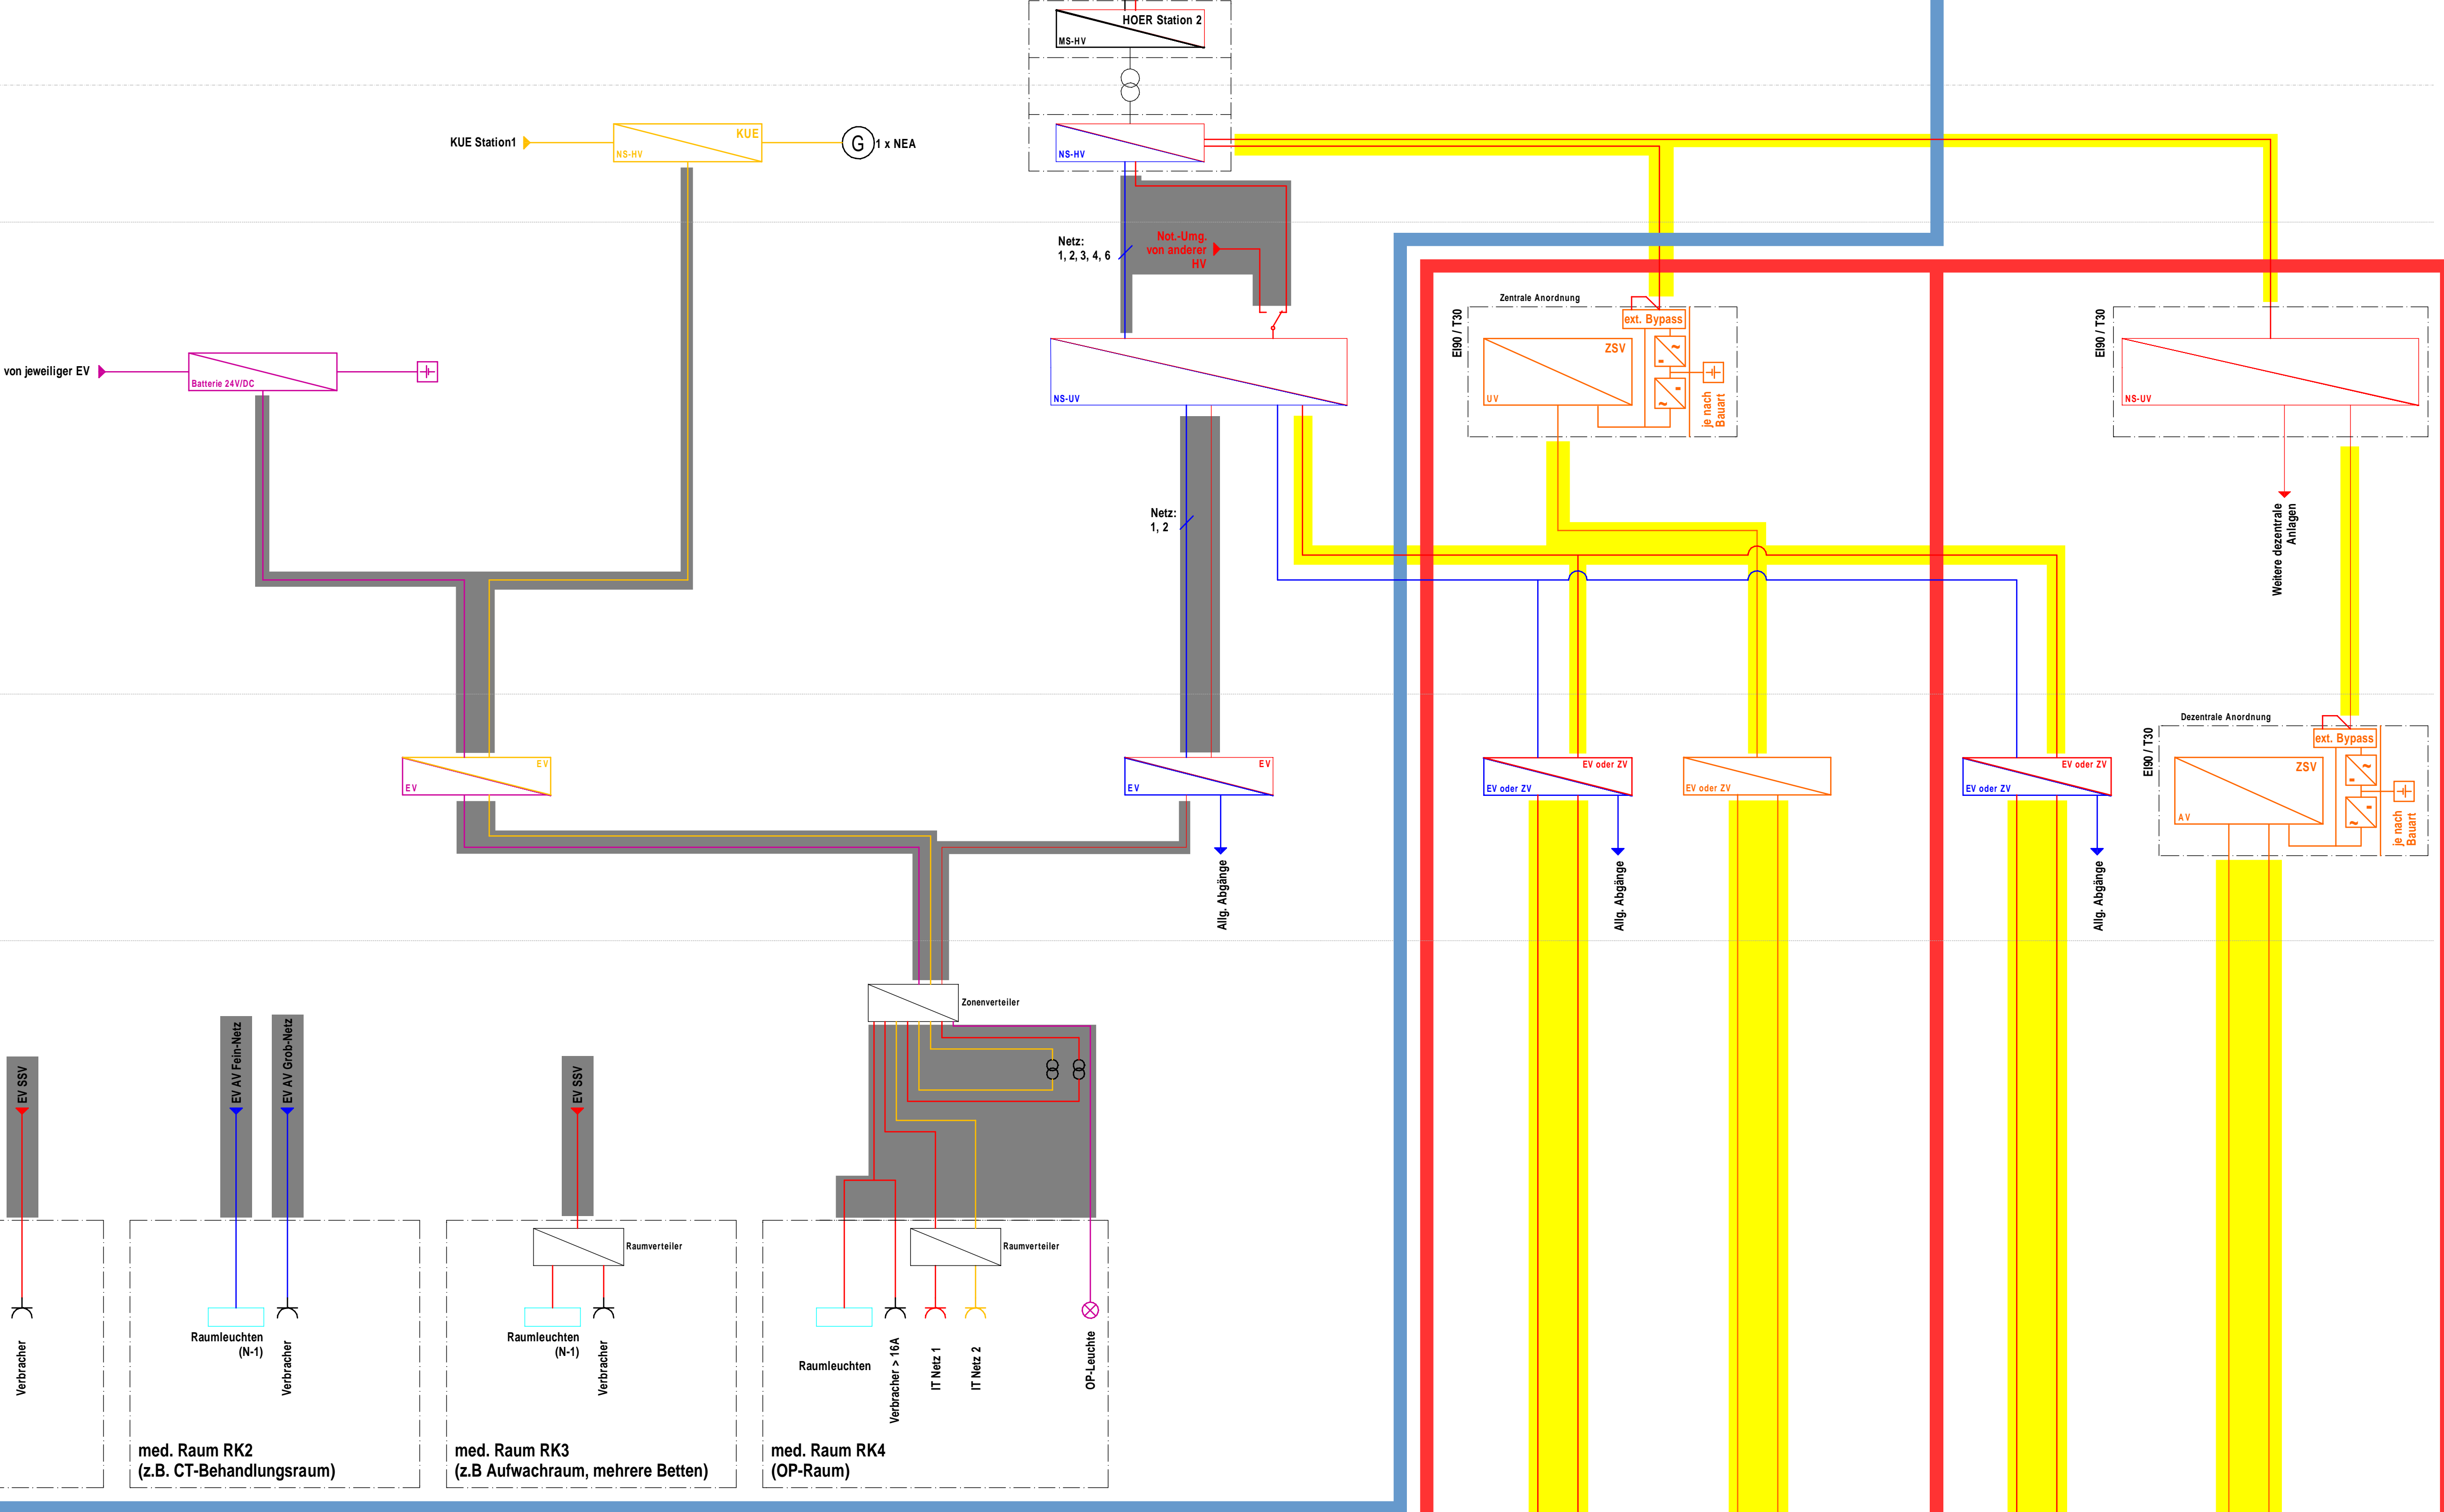 HOER Station 2
MS-HV
KUE Station1
KUE
NS-HV
G
1 x NEA
NS-HV
Netz:
1, 2, 3, 4, 6
Not.-Umg.
von anderer
HV
von jeweiliger EV
Batterie 24V/DC
NS-UV
Zentrale Anordnung
EI90 / T30
ext. Bypass
ZSV
UV
je nach
Bauart
EI90 / T30
NS-UV
Netz:
1, 2
Weitere dezentrale
Anlagen
Dezentrale Anordnung
EI90 / T30
ext. Bypass
ZSV
AV
je nach
Bauart
EV
EV
EV
EV
EV oder ZV
EV oder ZV
EV oder ZV
EV oder ZV
EV oder ZV
Allg. Abgänge
Allg. Abgänge
Allg. Abgänge
Zonenverteiler
EV SSV
EV AV Fein-Netz
EV AV Grob-Netz
EV SSV
Raumverteiler
Raumverteiler
Verbracher
Raumleuchten
(N-1)
Verbracher
Raumleuchten
(N-1)
Verbracher
Raumleuchten
Verbracher > 16A
IT Netz 1
IT Netz 2
OP-Leuchte
med. Raum RK2
(z.B. CT-Behandlungsraum)
med. Raum RK3
(z.B Aufwachraum, mehrere Betten)
med. Raum RK4
(OP-Raum)